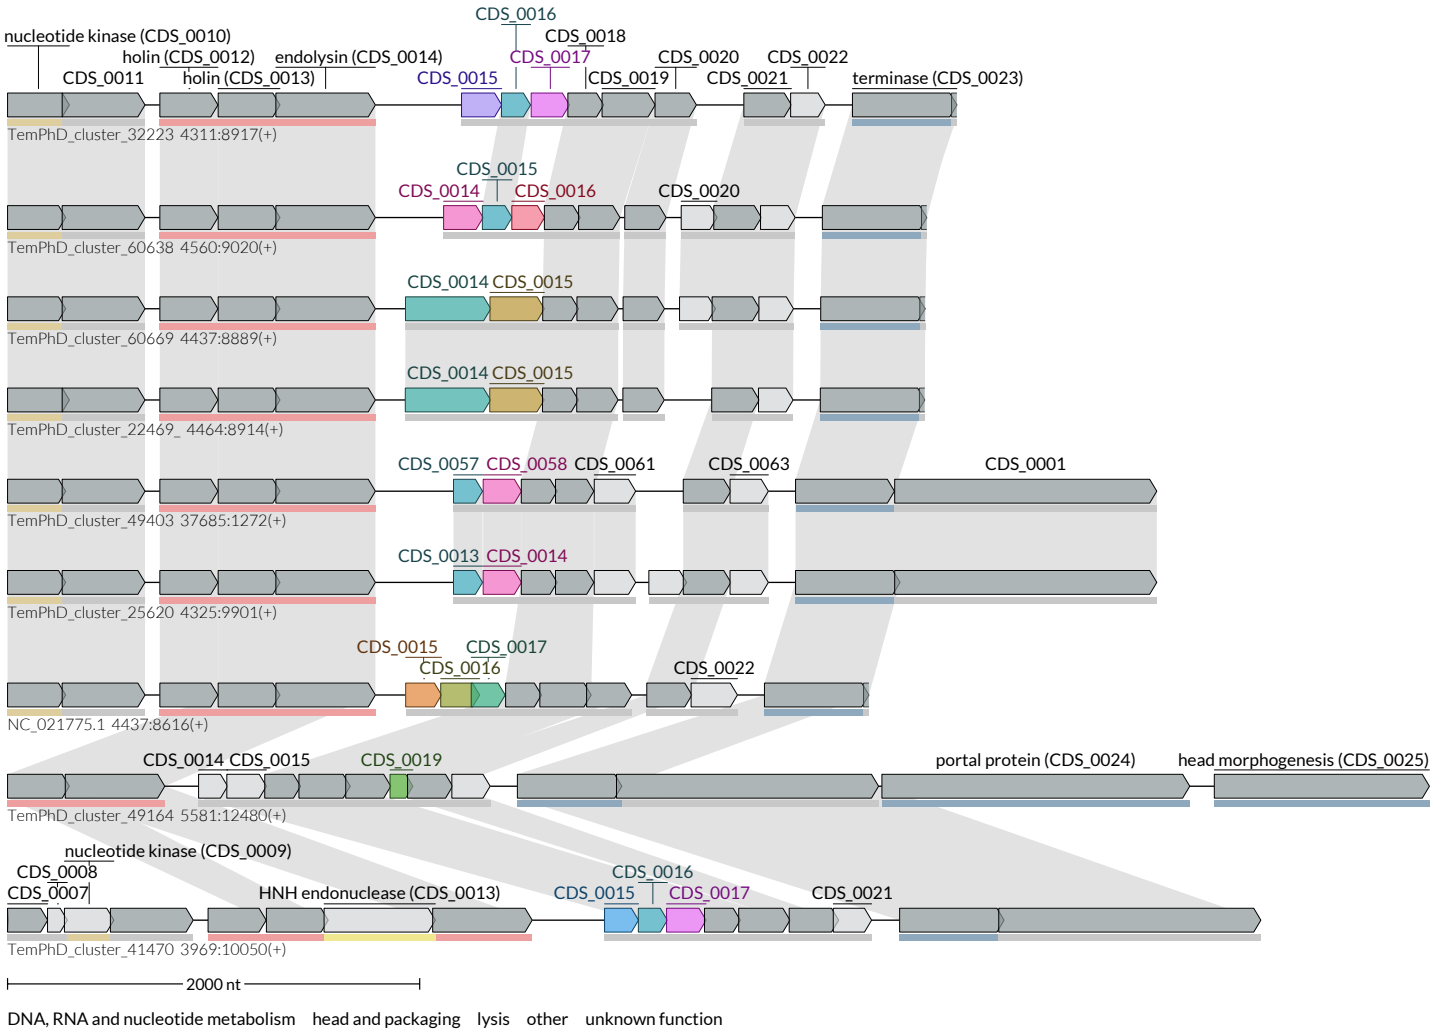 CDS_0016
nucleotide kinase (CDS_0010) CDS_0018
holin (CDS_0012) endolysin (CDS_0014) CDS_0017 CDS_0020 CDS_0022
CDS_0011 holin (CDS_0013) CDS_0015 CDS_0019 CDS_0021 terminase (CDS_0023)
TemPhD_cluster_32223 4311:8917(+)
CDS_0015
CDS_0014 CDS_0016 CDS_0020
TemPhD_cluster_60638 4560:9020(+)
CDS_0014 CDS_0015
TemPhD_cluster_60669 4437:8889(+)
CDS_0014 CDS_0015
TemPhD_cluster_22469_ 4464:8914(+)
CDS_0057 CDS_0058 CDS_0061 CDS_0063 CDS_0001
TemPhD_cluster_49403 37685:1272(+)
CDS_0013 CDS_0014
TemPhD_cluster_25620 4325:9901(+)
CDS_0015 CDS_0017
CDS_0016 CDS_0022
NC_021775.1 4437:8616(+)
CDS_0014 CDS_0015 CDS_0019 portal protein (CDS_0024) head morphogenesis (CDS_0025)
TemPhD_cluster_49164 5581:12480(+)
nucleotide kinase (CDS_0009)
CDS_0008 CDS_0016
CDS_0007 HNH endonuclease (CDS_0013) CDS_0015 CDS_0017 CDS_0021
TemPhD_cluster_41470 3969:10050(+)
2000 nt
DNA, RNA and nucleotide metabolism head and packaging lysis other unknown function